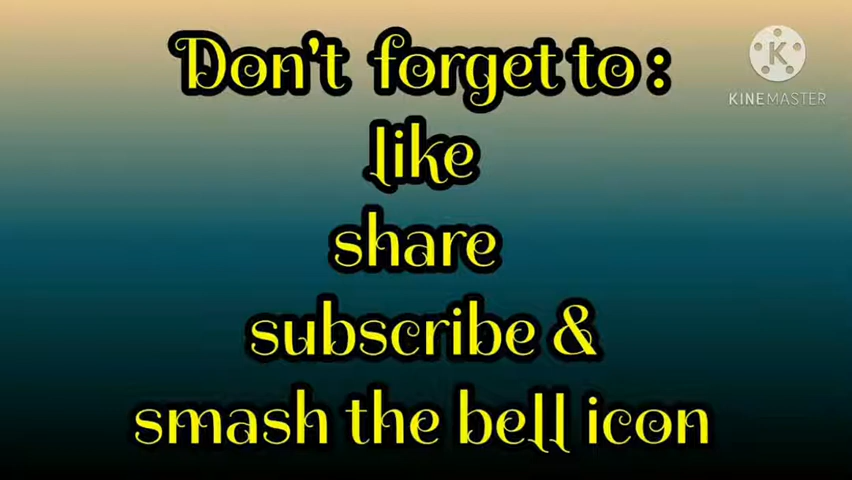 Don't forget to :
K
KINEMASTER
like
share
subscribe &
smash the bell icon